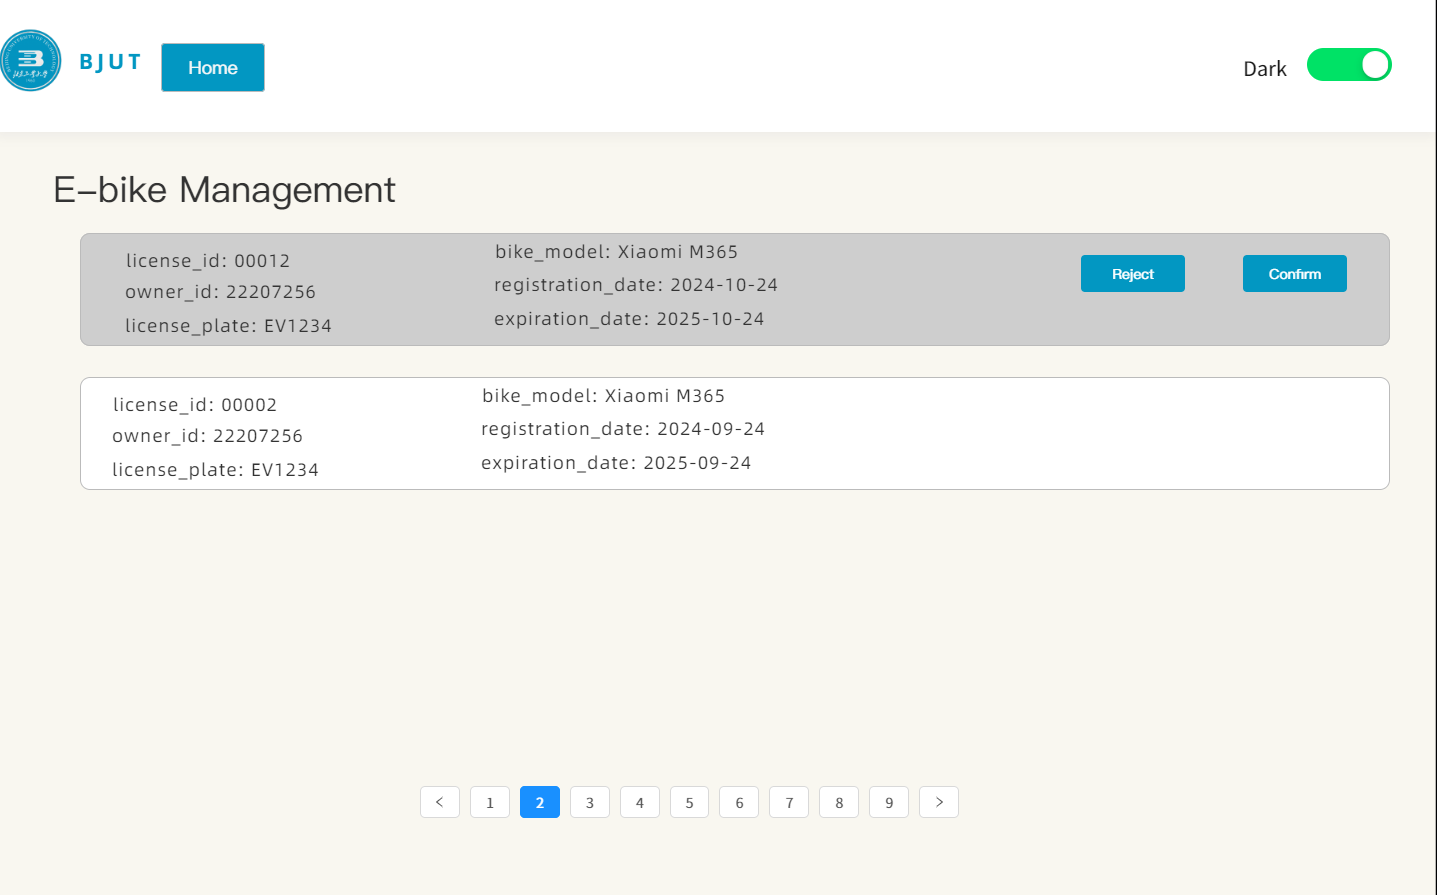 BJUT
Home
Dark
E-bike Management
license_id: 00012
owner_id: 22207256
license_plate: EV1234
bike_model: Xiaomi M365
registration_date: 2024-10-24
expiration_date: 2025-10-24
Reject
Confirm
license_id: 00002
owner_id: 22207256
license_plate: EV1234
bike_model: Xiaomi M365
registration_date: 2024-09-24
expiration_date: 2025-09-24
< 1 2 3 4 5 6 7 8 9 >